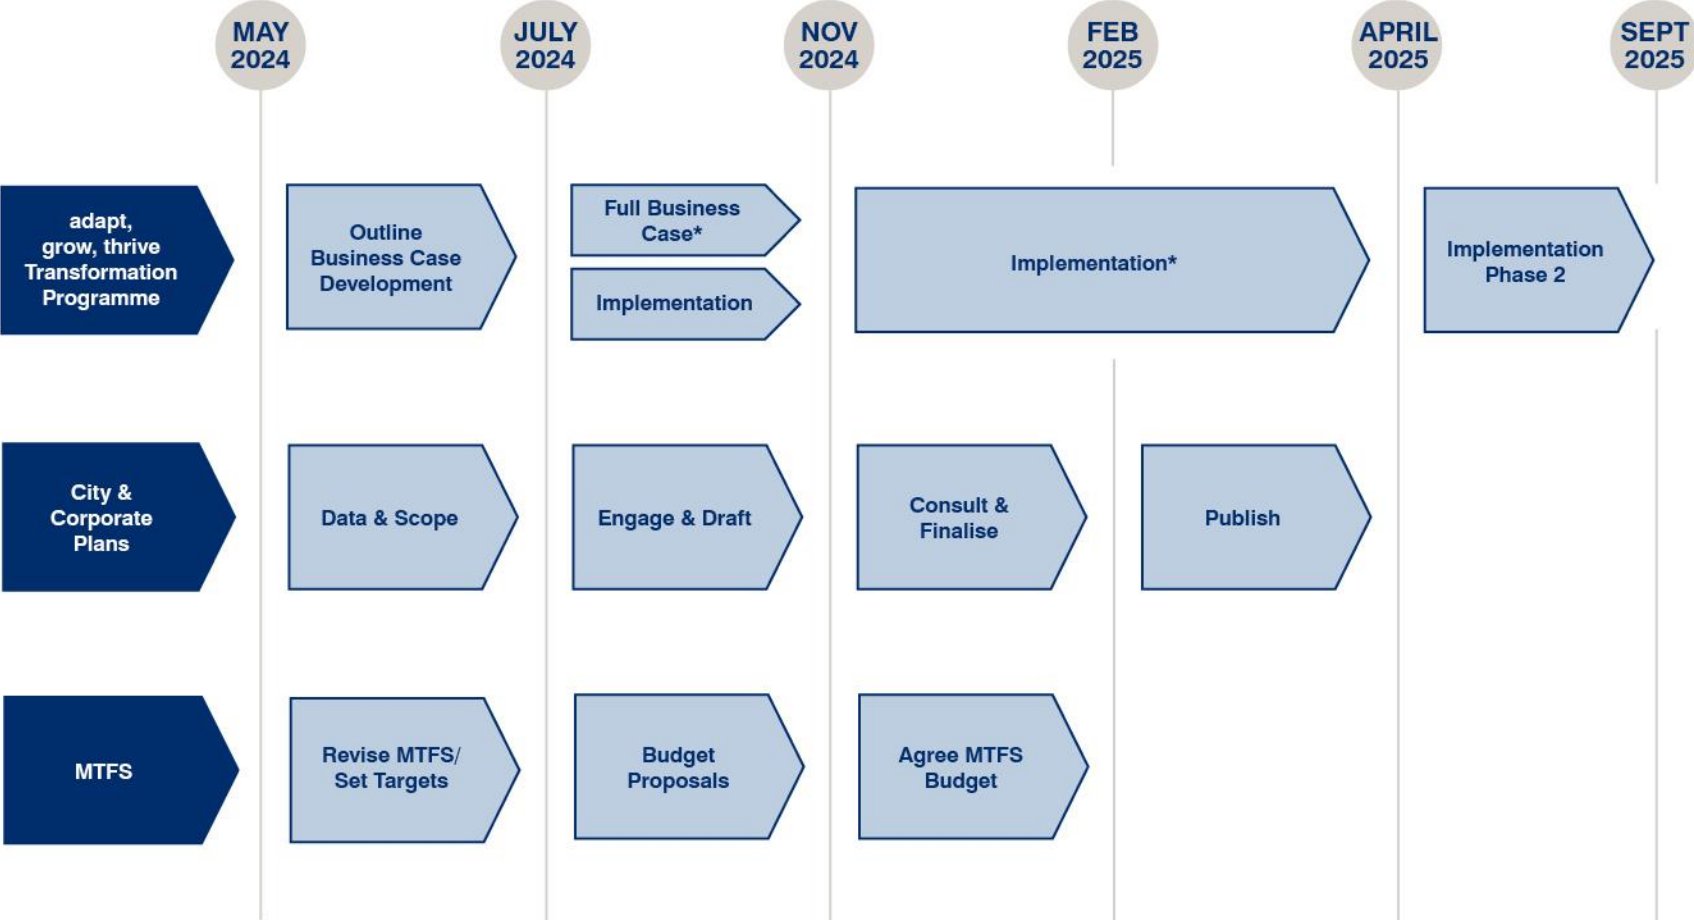 MAY
2024
JULY
2024
NOV
2024
FEB
2025
APRIL
2025
SEPT
2025
adapt,
grow, thrive
Transformation
Programme
Outline
Business Case
Development
Full Business
Case*
Implementation
Implementation*
Implementation
Phase 2
City &
Corporate
Plans
Data & Scope
Engage & Draft
Consult &
Finalise
Publish
MTFS
Revise MTFS/
Set Targets
Budget
Proposals
Agree MTFS
Budget